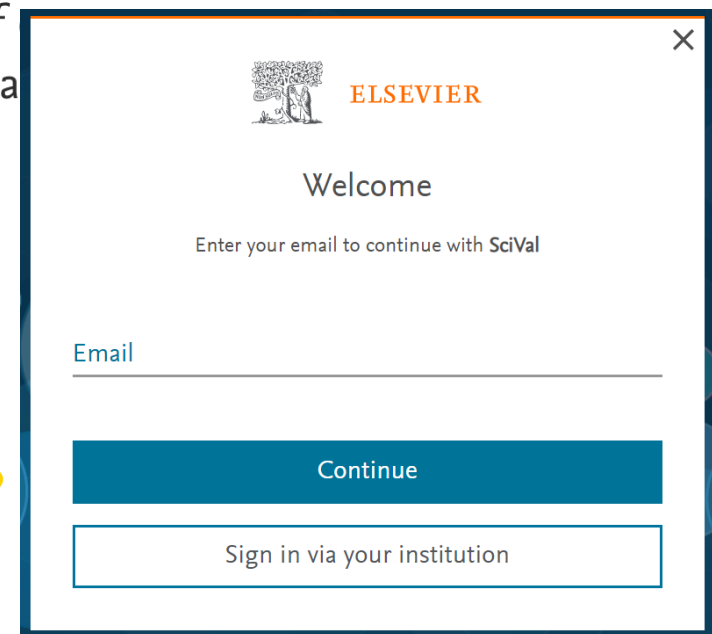 f
a
ELSEVIER
Welcome
Enter your email to continue with SciVal
Email
Continue
Sign in via your institution